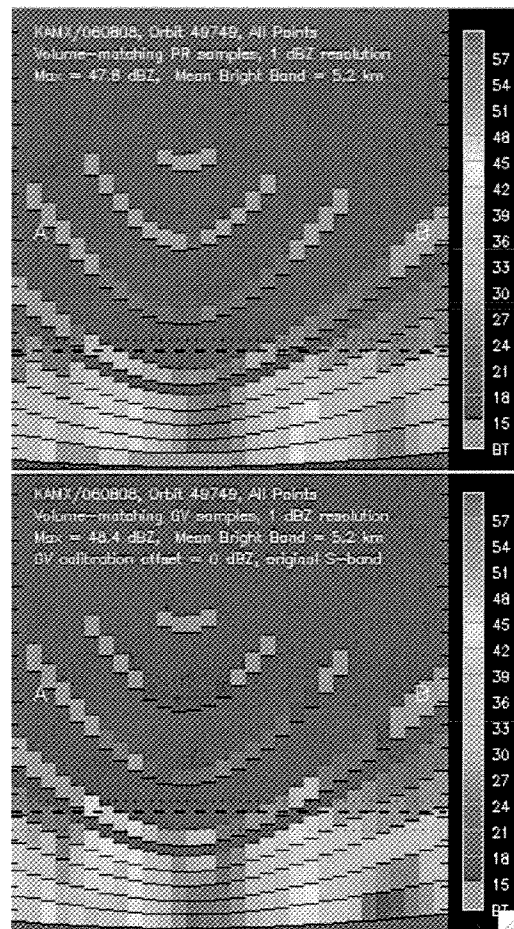 KAMX/060808, Orbit 49749, All Points
Volume-matching PR samples, 1 dBZ resolution
Max = 47.8 dBZ, Mean Bright Band = 5.2 km
A
B
57
54
51
48
45
42
39
36
33
30
27
24
21
18
15
BT
KAMX/060808, Orbit 49749, All Points
Volume-matching GV samples, 1 dBZ resolution
Max = 48.4 dBZ, Mean Bright Band = 5.2 km
GV calibration offset = 0 dBZ, original S-band
A
B
57
54
51
48
45
42
39
36
33
30
27
24
21
18
15
BT